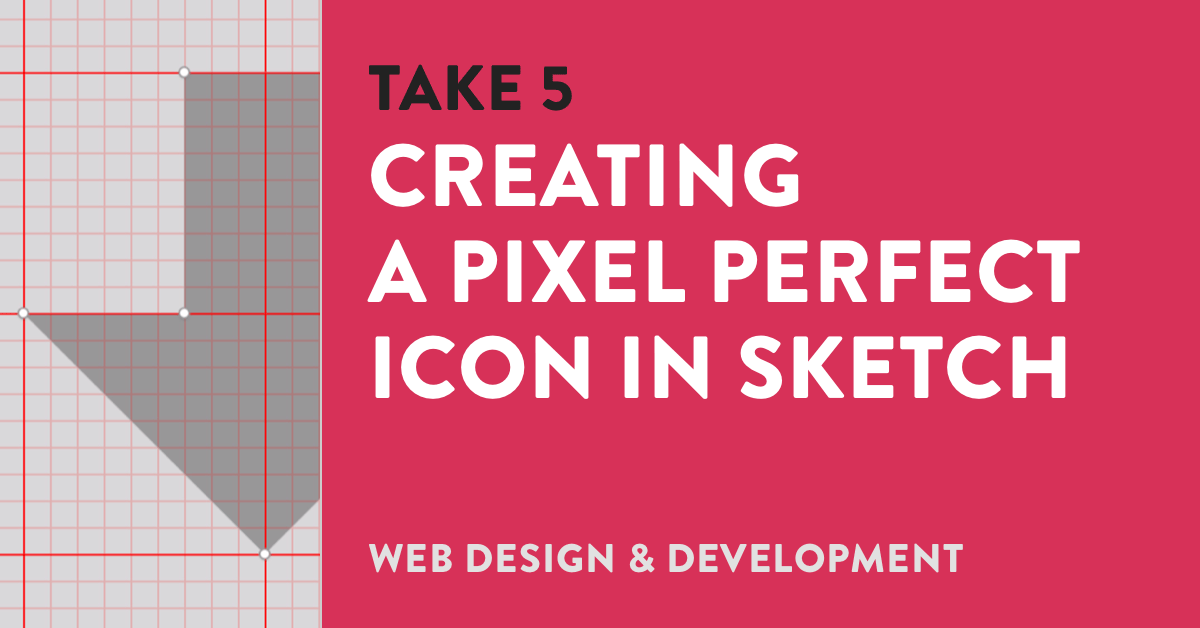 TAKE 5
CREATING
A PIXEL PERFECT
ICON IN SKETCH
WEB DESIGN & DEVELOPMENT